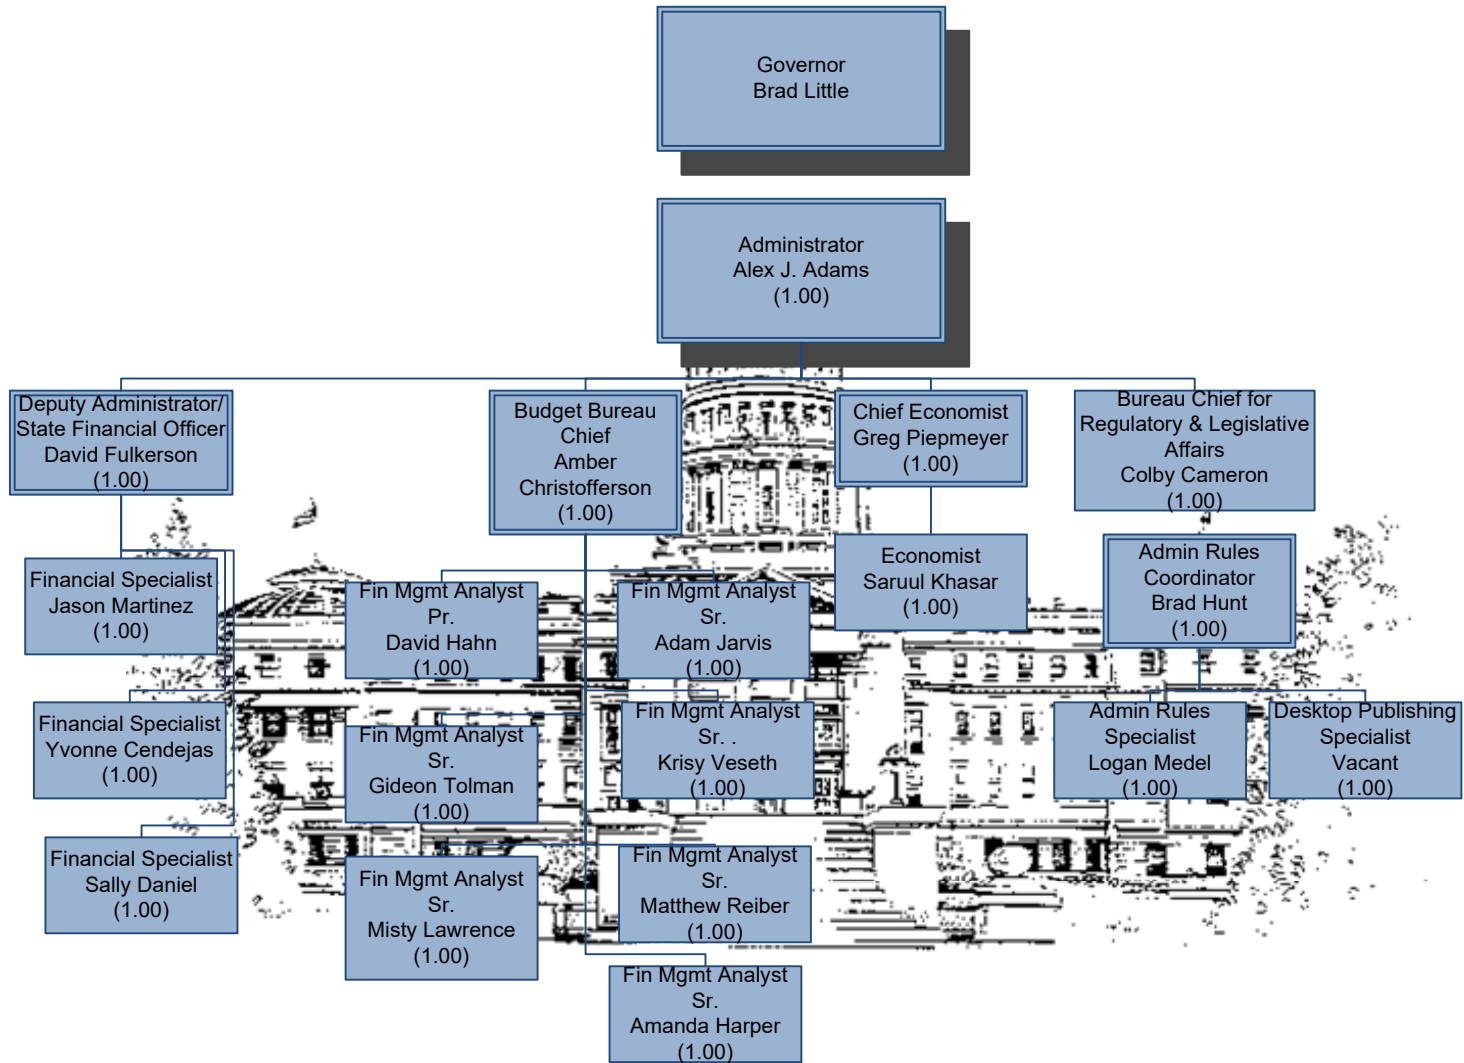 Governor
Brad Little
Administrator
Alex J. Adams
(1.00)
Deputy Administrator/
State Financial Officer
David Fulkerson
(1.00)
Budget Bureau
Chief
Amber
Christofferson
(1.00)
Chief Economist
Greg Piepmeyer
(1.00)
Bureau Chief for
Regulatory & Legislative
Affairs
Colby Cameron
(1.00)
Financial Specialist
Jason Martinez
(1.00)
Fin Mgmt Analyst
Pr.
David Hahn
(1.00)
Fin Mgmt Analyst
Sr.
Adam Jarvis
(1.00)
Economist
Saruul Khasar
(1.00)
Admin Rules
Coordinator
Brad Hunt
(1.00)
Financial Specialist
Yvonne Cendejas
(1.00)
Fin Mgmt Analyst
Sr.
Gideon Tolman
(1.00)
Fin Mgmt Analyst
Sr. .
Krisy Veseth
(1.00)
Admin Rules
Specialist
Logan Medel
(1.00)
Desktop Publishing
Specialist
Vacant
(1.00)
Financial Specialist
Sally Daniel
(1.00)
Fin Mgmt Analyst
Sr.
Misty Lawrence
(1.00)
Fin Mgmt Analyst
Sr.
Matthew Reiber
(1.00)
Fin Mgmt Analyst
Sr.
Amanda Harper
(1.00)